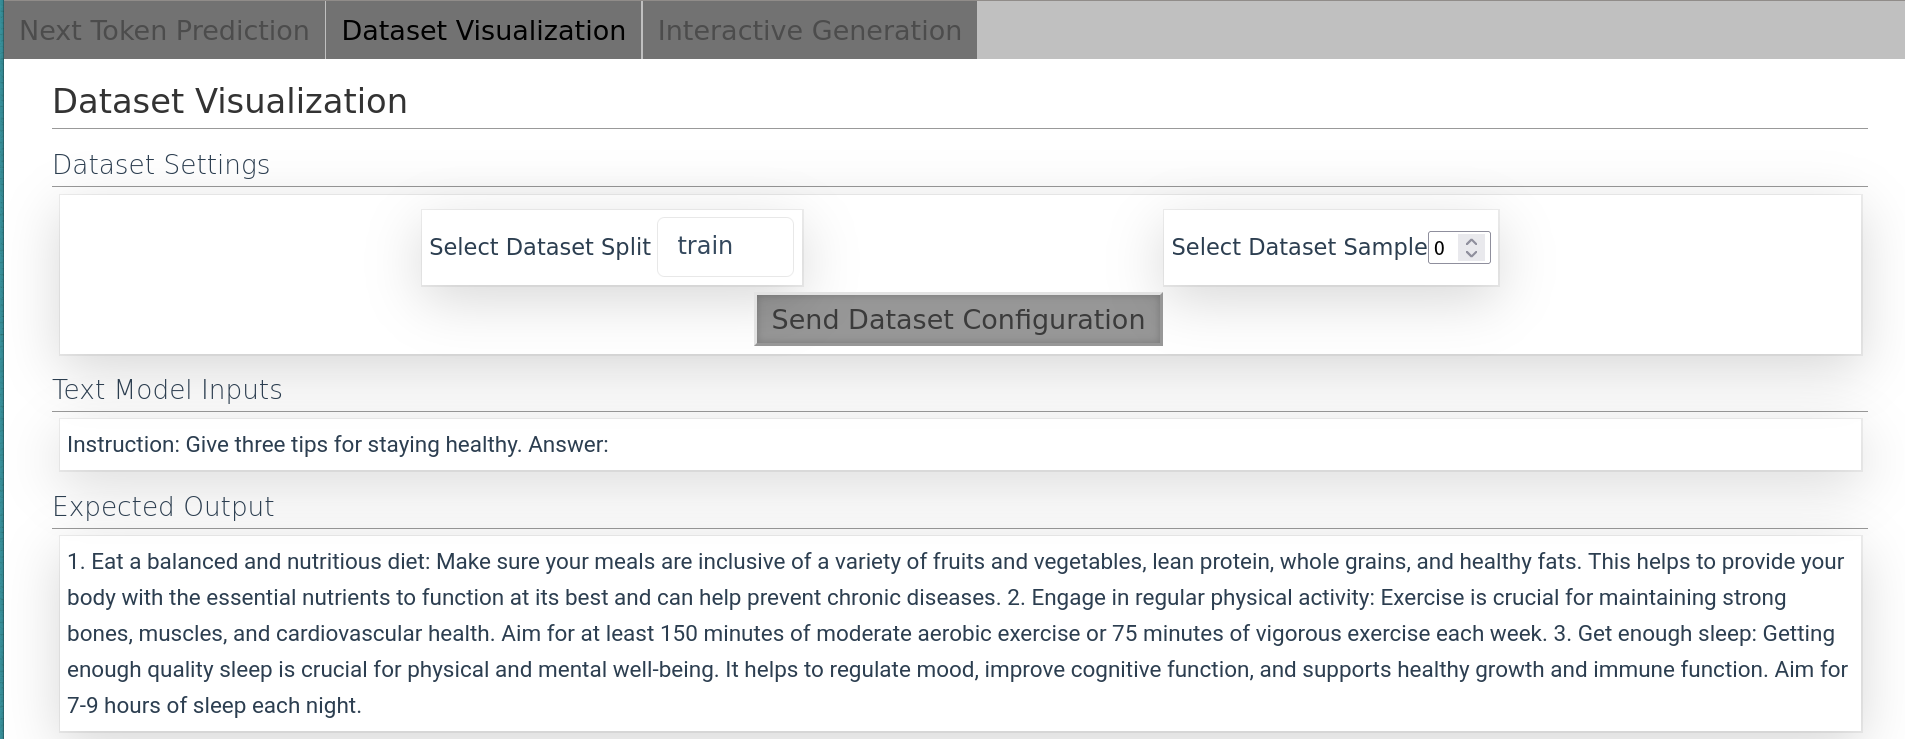 Next Token Prediction Dataset Visualization Interactive Generation
Dataset Visualization
Dataset Settings
Select Dataset Split train Select Dataset Sample 0
Send Dataset Configuration
Text Model Inputs
Instruction: Give three tips for staying healthy. Answer:
Expected Output
1. Eat a balanced and nutritious diet: Make sure your meals are inclusive of a variety of fruits and vegetables, lean protein, whole grains, and healthy fats. This helps to provide your
body with the essential nutrients to function at its best and can help prevent chronic diseases. 2. Engage in regular physical activity: Exercise is crucial for maintaining strong
bones, muscles, and cardiovascular health. Aim for at least 150 minutes of moderate aerobic exercise or 75 minutes of vigorous exercise each week. 3. Get enough sleep: Getting
enough quality sleep is crucial for physical and mental well-being. It helps to regulate mood, improve cognitive function, and supports healthy growth and immune function. Aim for
7-9 hours of sleep each night.